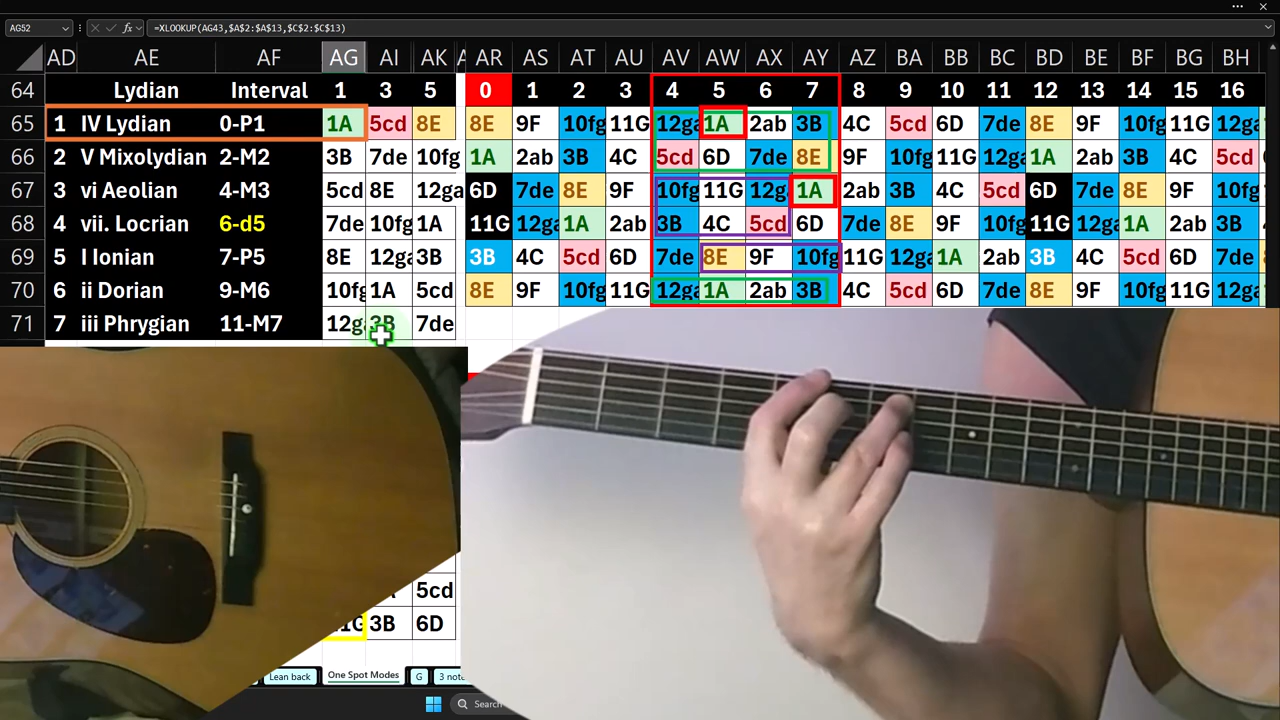 AG52 fx =XLOOKUP(AG43,$A$2:$A$13,$C$2:$C$13)
AD AE AF AG AI AK AR AS AT AU AV AW AX AY AZ BA BB BC BD BE BF BG BH
64 Lydian Interval 1 3 5 0 1 2 3 4 5 6 7 8 9 10 11 12 13 14 15 16
65 1 IV Lydian 0-P1 1A 5cd 8E 8E 9F 10fg 11G 12ga 1A 2ab 3B 4C 5cd 6D 7de 8E 9F 10fg 11G 12ga
66 2 V Mixolydian 2-M2 3B 7de 10fg 1A 2ab 3B 4C 5cd 6D 7de 8E 9F 10fg 11G 12ga 1D 2ab 3B 4C 5cd
67 3 vi Aeolian 4-M3 5cd 8E 12ga 6D 7de 8E 9F 10fg 11G 12g 1A 2ab 3B 4C 5cd 6D 7de 8E 9F 10fg
68 4 vii. Locrian 6-d5 7de 10fg 1A 11G 12ga 1A 2ab 3B 4C 5cd 6D 7de 8E 9F 10fg 11G 12ga 1A 2ab 3B
69 5 I Ionian 7-P5 8E 12ga 3B 3B 4C 5cd 6D 7de 8E 9F 10fg 11G 12ga 1A 2ab 3B 4C 5cd 6D 7de
70 6 ii Dorian 9-M6 10fg 1A 5cd 8E 9F 10fg 11G 12ga 1A 2ab 3B 4C 5cd 6D 7de 8E 9F 10fg 11G 12ga
71 7 iii Phrygian 11-M7 12ga 3B 7de
5cd
11G 3B 6D
Lean back One Spot Modes G 3 note
Search